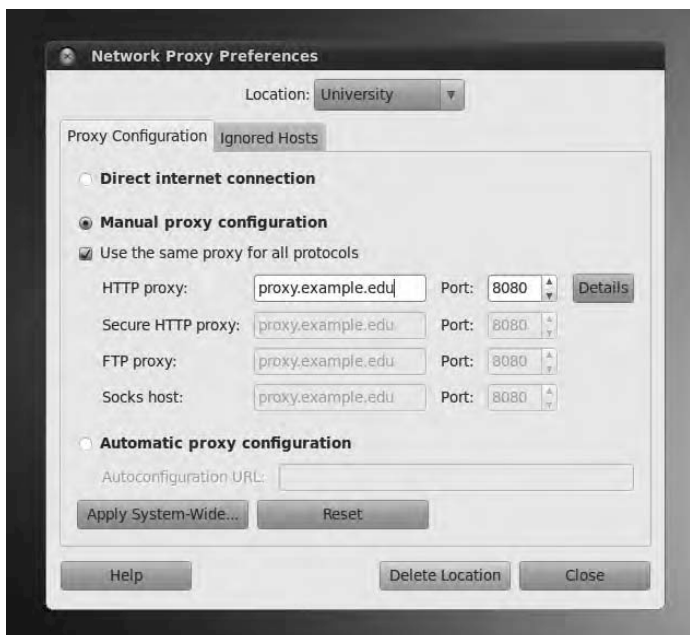 Network Proxy Preferences
Location: University
Proxy Configuration Ignored Hosts
Direct internet connection
Manual proxy configuration
Use the same proxy for all protocols
HTTP proxy: proxy.example.edu Port: 8080 Details
Secure HTTP proxy: proxy.example.edu Port: 8080
FTP proxy: proxy.example.edu Port: 8080
Socks host: proxy.example.edu Port: 8080
Automatic proxy configuration
Autoconfiguration URL:
Apply System-Wide... Reset
Help Delete Location Close